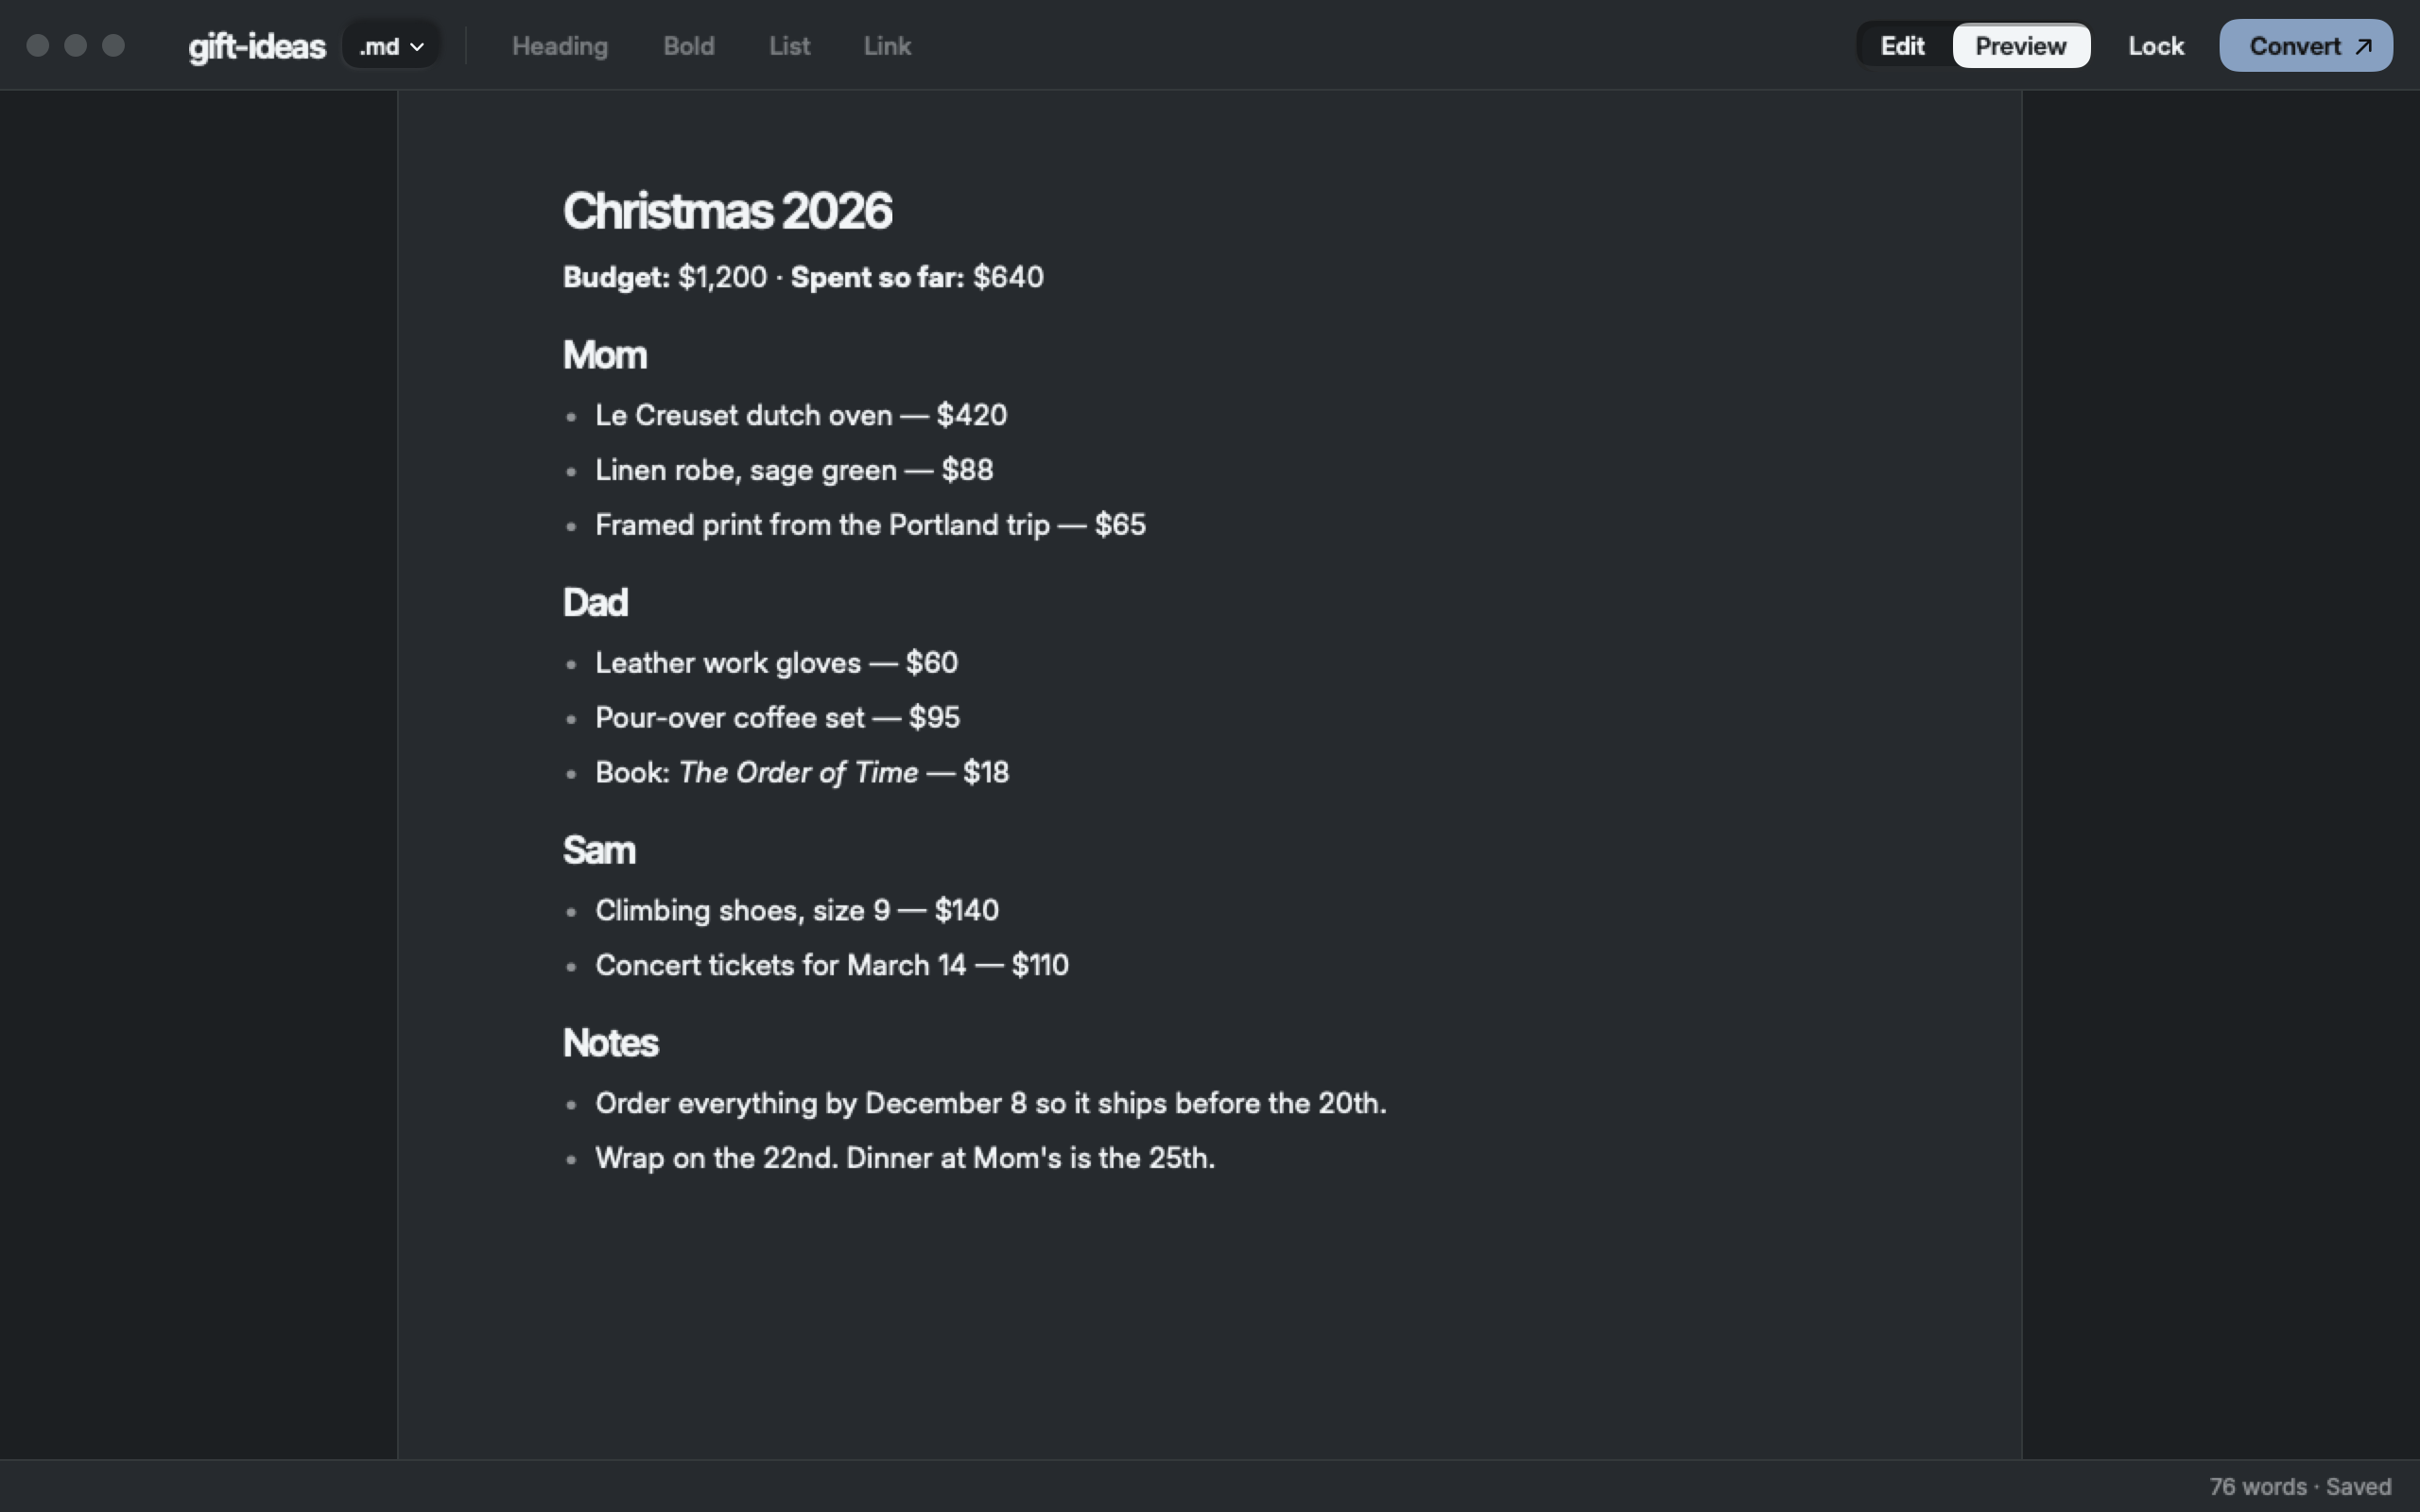 gift-ideas .md Heading Bold List Link Edit Preview Lock Convert
Christmas 2026
Budget: $1,200 · Spent so far: $640
Mom
Le Creuset dutch oven — $420
Linen robe, sage green — $88
Framed print from the Portland trip — $65
Dad
Leather work gloves — $60
Pour-over coffee set — $95
Book: The Order of Time — $18
Sam
Climbing shoes, size 9 — $140
Concert tickets for March 14 — $110
Notes
Order everything by December 8 so it ships before the 20th.
Wrap on the 22nd. Dinner at Mom's is the 25th.
76 words · Saved